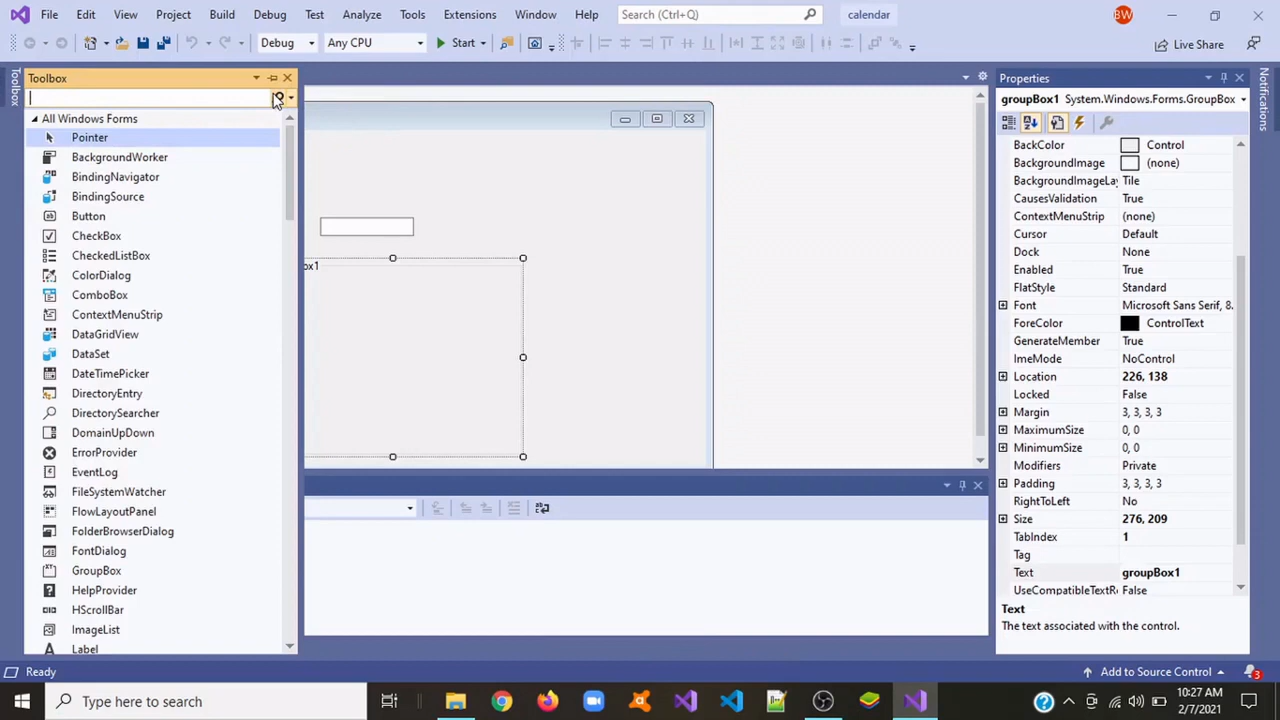 File Edit View Project Build Debug Test Analyze Tools Extensions Window Help Search (Ctrl+Q) calendar BW
Debug Any CPU Start Live Share
Toolbox
Toolbox
Notifications
All Windows Forms
Pointer
BackgroundWorker
BindingNavigator
BindingSource
Button
CheckBox
CheckedListBox
ColorDialog
ComboBox
ContextMenuStrip
DataGridView
DataSet
DateTimePicker
DirectoryEntry
DirectorySearcher
DomainUpDown
ErrorProvider
EventLog
FileSystemWatcher
FlowLayoutPanel
FolderBrowserDialog
FontDialog
GroupBox
HelpProvider
HScrollBar
ImageList
Label
ox1
Properties
groupBox1 System.Windows.Forms.GroupBox
BackColor Control
BackgroundImage (none)
BackgroundImageLay Tile
CausesValidation True
ContextMenuStrip (none)
Cursor Default
Dock None
Enabled True
FlatStyle Standard
Font Microsoft Sans Serif, 8.
ForeColor ControlText
GenerateMember True
ImeMode NoControl
Location 226, 138
Locked False
Margin 3, 3, 3, 3
MaximumSize 0, 0
MinimumSize 0, 0
Modifiers Private
Padding 3, 3, 3, 3
RightToLeft No
Size 276, 209
TabIndex 1
Tag
Text groupBox1
UseCompatibleTextRe False
Text
The text associated with the control.
Ready Add to Source Control 3
Type here to search
10:27 AM
2/7/2021